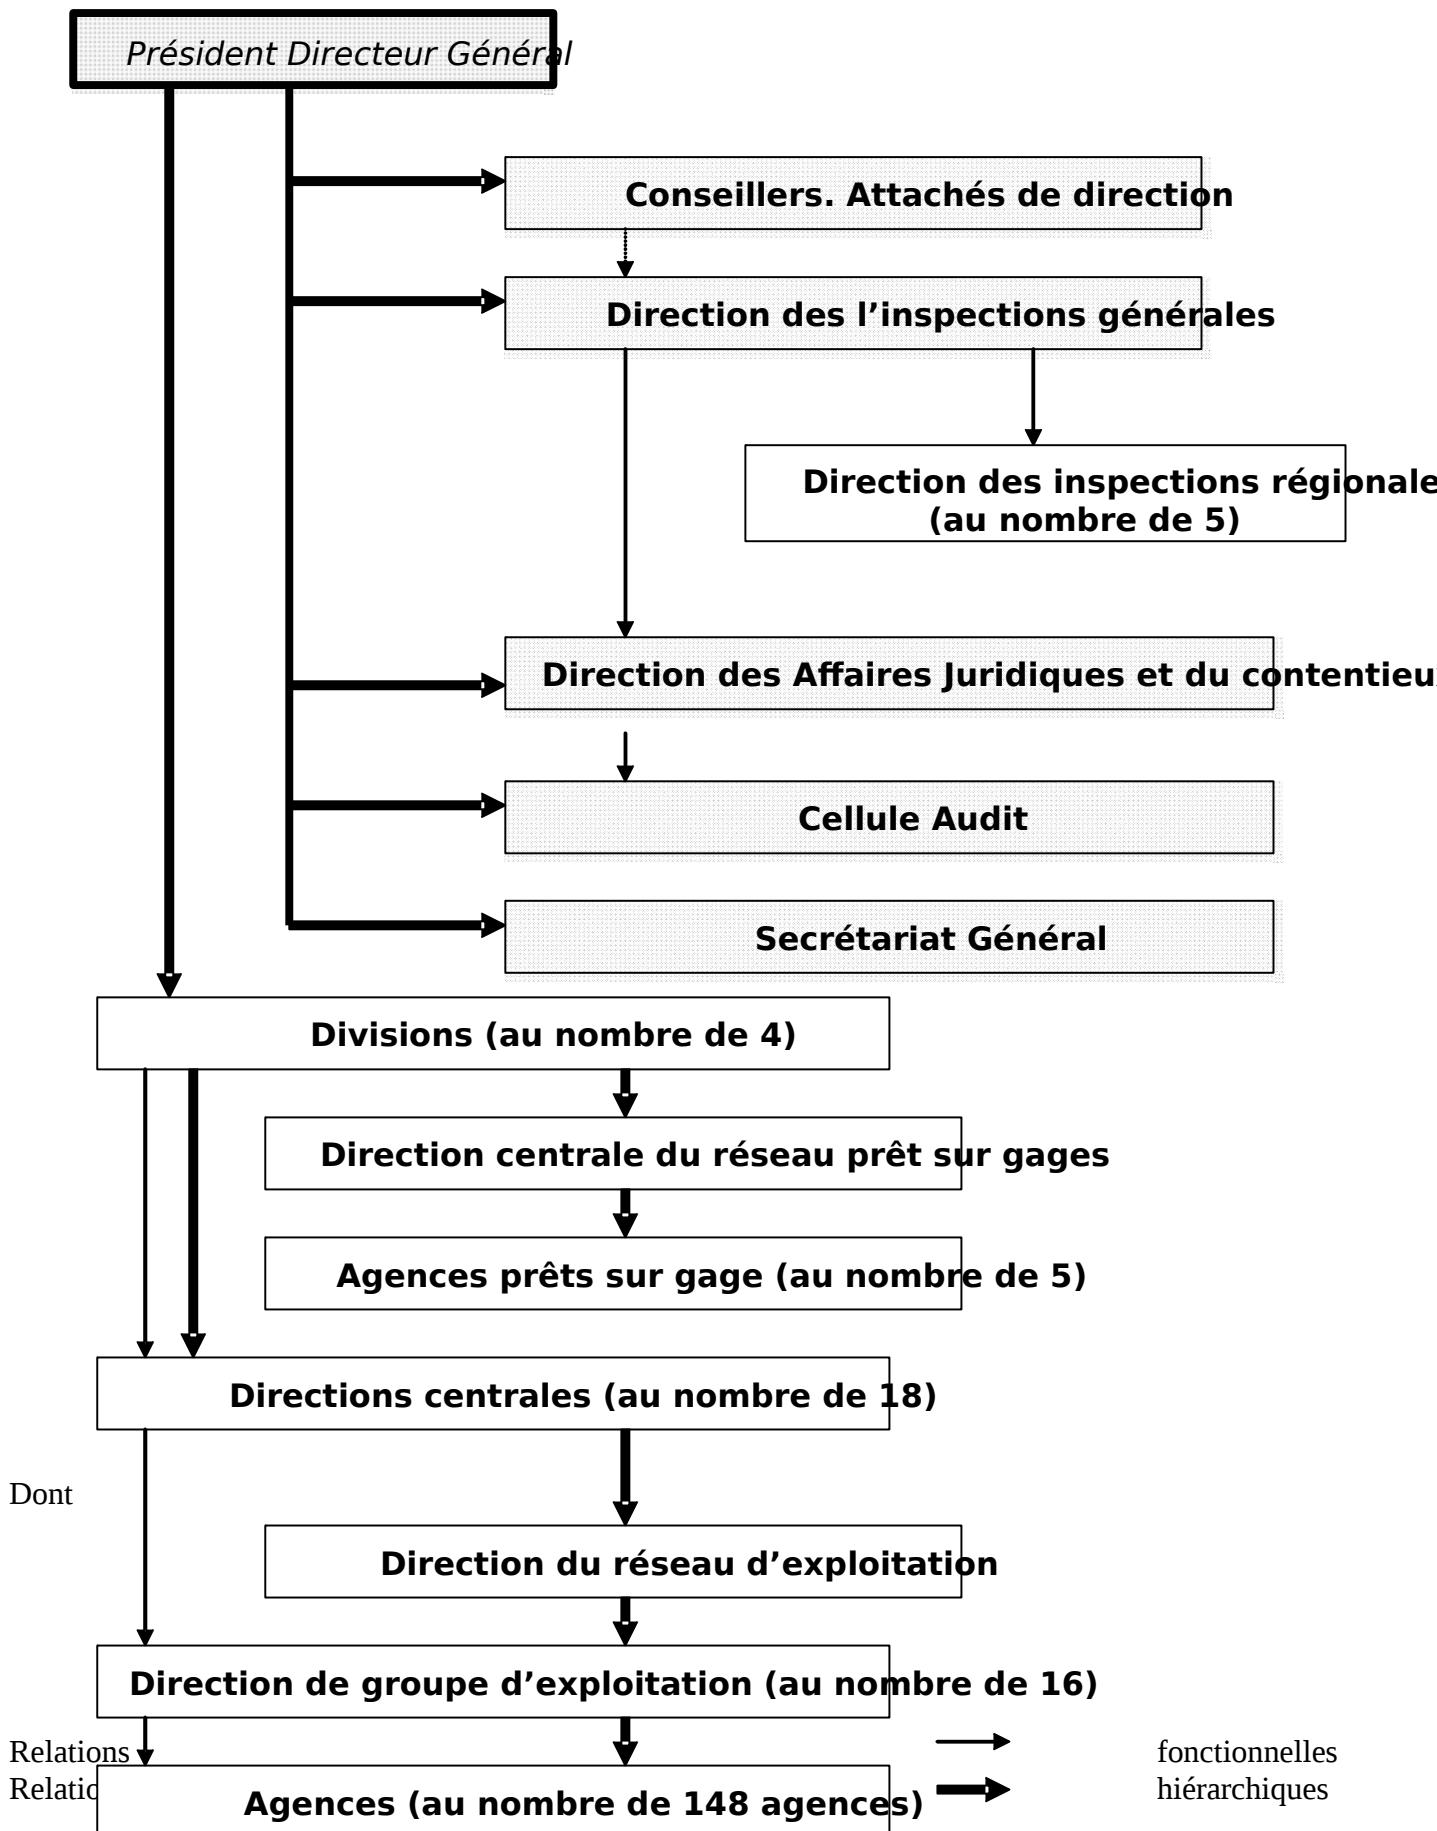 Président Directeur Général
Conseillers. Attachés de direction
Direction des l’inspections générales
Direction des inspections régionale
(au nombre de 5)
Direction des Affaires Juridiques et du contentieu
Cellule Audit
Secrétariat Général
Divisions (au nombre de 4)
Direction centrale du réseau prêt sur gages
Agences prêts sur gage (au nombre de 5)
Directions centrales (au nombre de 18)
Dont
Direction du réseau d’exploitation
Direction de groupe d’exploitation (au nombre de 16)
Relations fonctionnelles
Relatio hiérarchiques
Agences (au nombre de 148 agences)